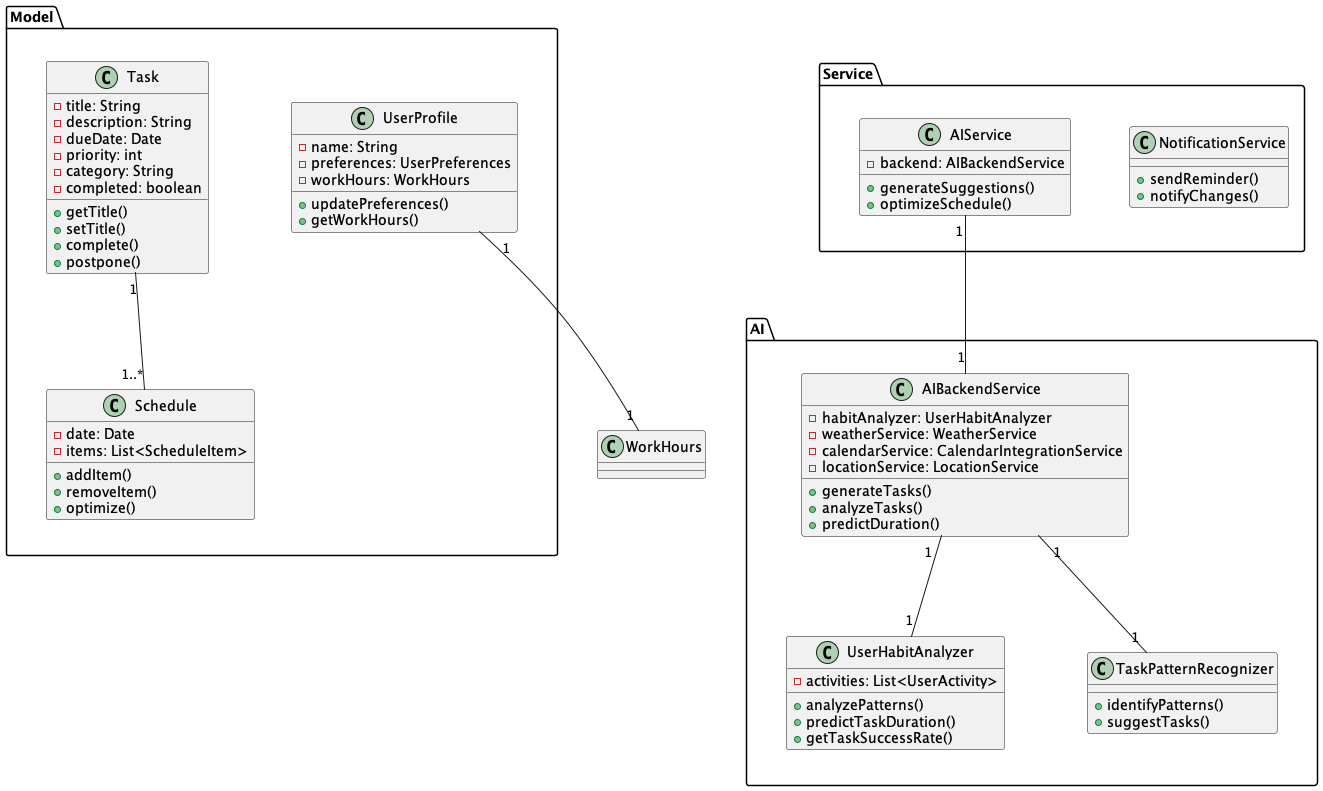 Model
C Task
title: String
description: String
dueDate: Date
priority: int
category: String
completed: boolean
getTitle()
setTitle()
complete()
postpone()
C UserProfile
name: String
preferences: UserPreferences
workHours: WorkHours
updatePreferences()
getWorkHours()
1
1..*
C Schedule
date: Date
items: List<ScheduleItem>
addItem()
removeItem()
optimize()
1
1
C WorkHours
Service
C AIService
backend: AIBackendService
generateSuggestions()
optimizeSchedule()
C NotificationService
sendReminder()
notifyChanges()
1
AI
1
C AIBackendService
habitAnalyzer: UserHabitAnalyzer
weatherService: WeatherService
calendarService: CalendarIntegrationService
locationService: LocationService
generateTasks()
analyzeTasks()
predictDuration()
1
1
1
1
C UserHabitAnalyzer
activities: List<UserActivity>
analyzePatterns()
predictTaskDuration()
getTaskSuccessRate()
C TaskPatternRecognizer
identifyPatterns()
suggestTasks()